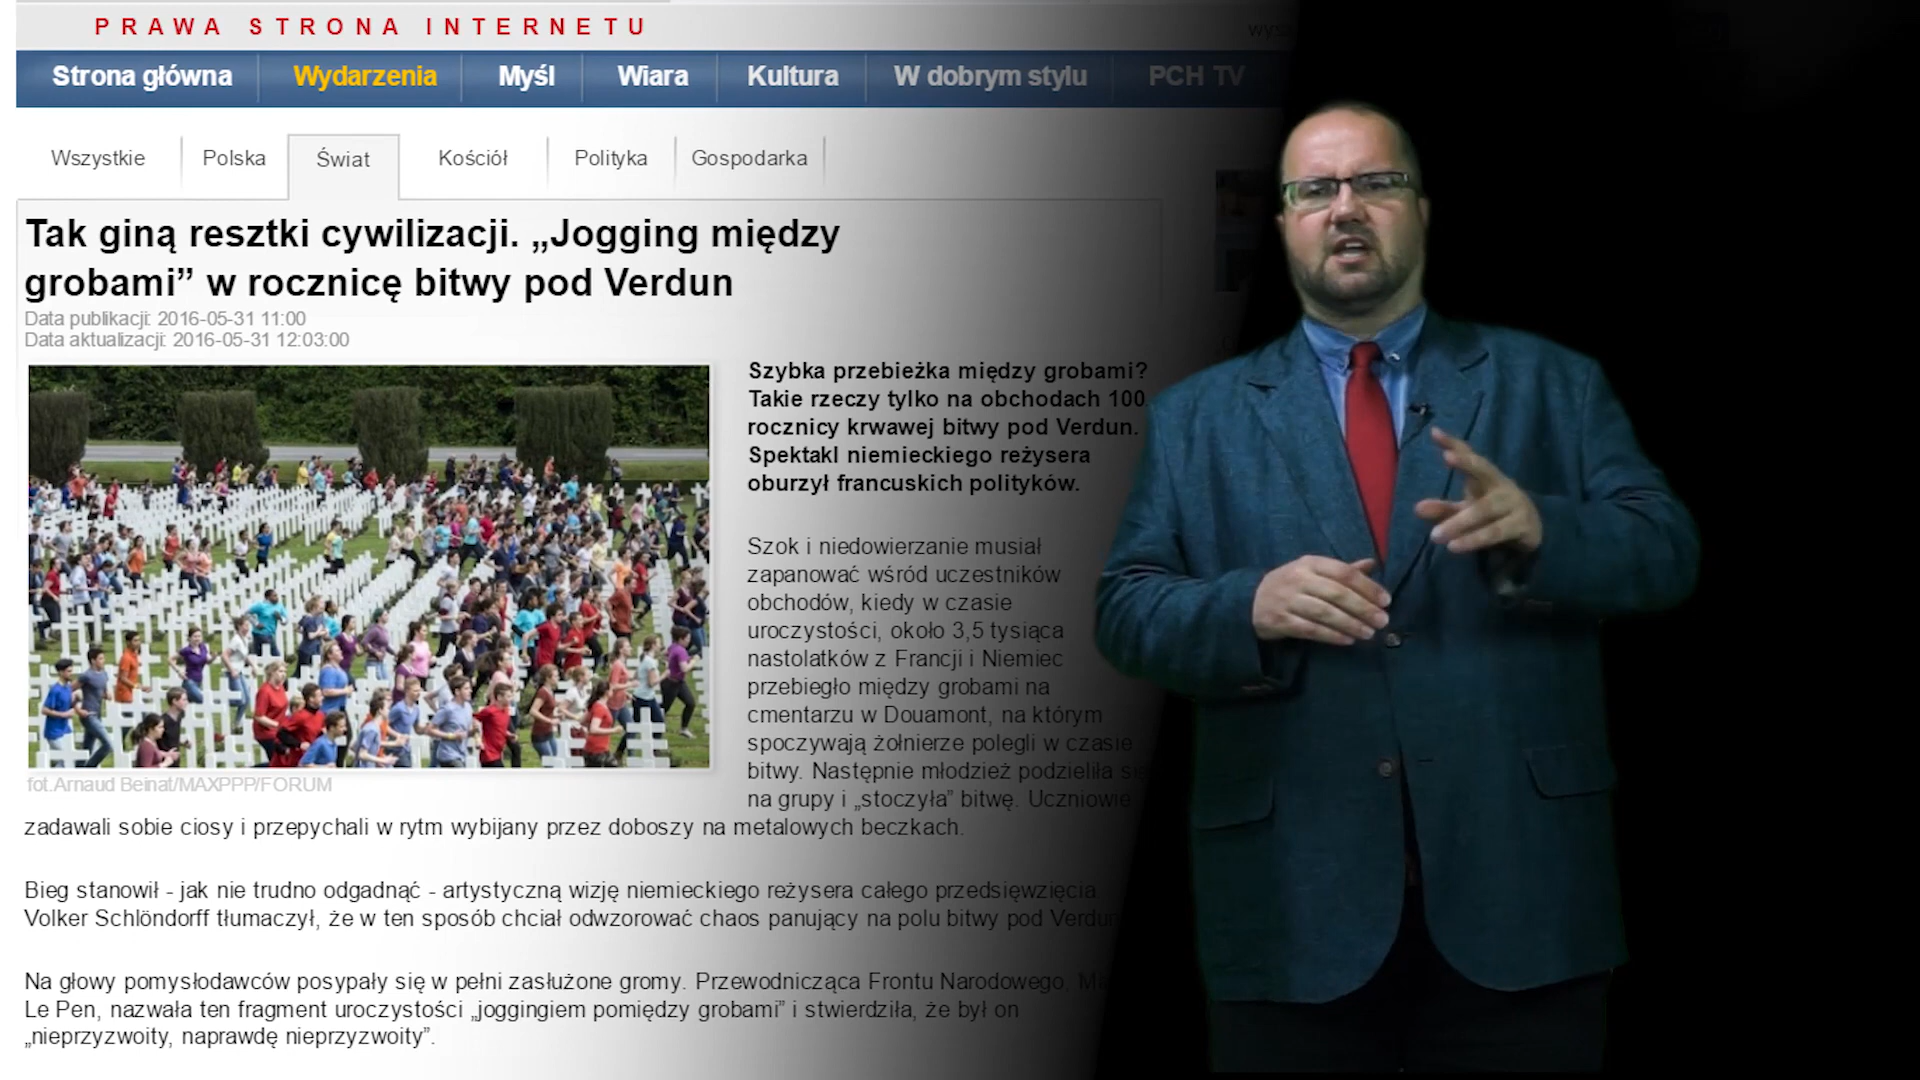 PRAWA STRONA INTERNETU
Strona główna Wydarzenia Myśl Wiara Kultura W dobrym stylu PCH TV
Wszystkie Polska Świat Kościół Polityka Gospodarka
Tak giną resztki cywilizacji. „Jogging między
grobami” w rocznicę bitwy pod Verdun
Data publikacji: 2016-05-31 11:00
Data aktualizacji: 2016-05-31 12:03:00
Szybka przebieżka między grobami?
Takie rzeczy tylko na obchodach 100.
rocznicy krwawej bitwy pod Verdun.
Spektakl niemieckiego reżysera
oburzył francuskich polityków.
Szok i niedowierzanie musiał
zapanować wśród uczestników
obchodów, kiedy w czasie
uroczystości, około 3,5 tysiąca
nastolatków z Francji i Niemiec
przebiegło między grobami na
cmentarzu w Douamont, na którym
spoczywają żołnierze polegli w czasie
bitwy. Następnie młodzież podzieliła się
na grupy i „stoczyła” bitwę. Uczniowie
fot.Arnaud Beinat/MAXPPP/FORUM
zadawali sobie ciosy i przepychali w rytm wybijany przez doboszy na metalowych beczkach.
Bieg stanowił - jak nie trudno odgadnąć - artystyczną wizję niemieckiego reżysera całego przedsięwzięcia
Volker Schlöndorff tłumaczył, że w ten sposób chciał odwzorować chaos panujący na polu bitwy pod Verdun
Na głowy pomysłodawców posypały się w pełni zasłużone gromy. Przewodnicząca Frontu Narodowego,
Le Pen, nazwała ten fragment uroczystości „joggingiem pomiędzy grobami” i stwierdziła, że był on
„nieprzyzwoity, naprawdę nieprzyzwoity”.